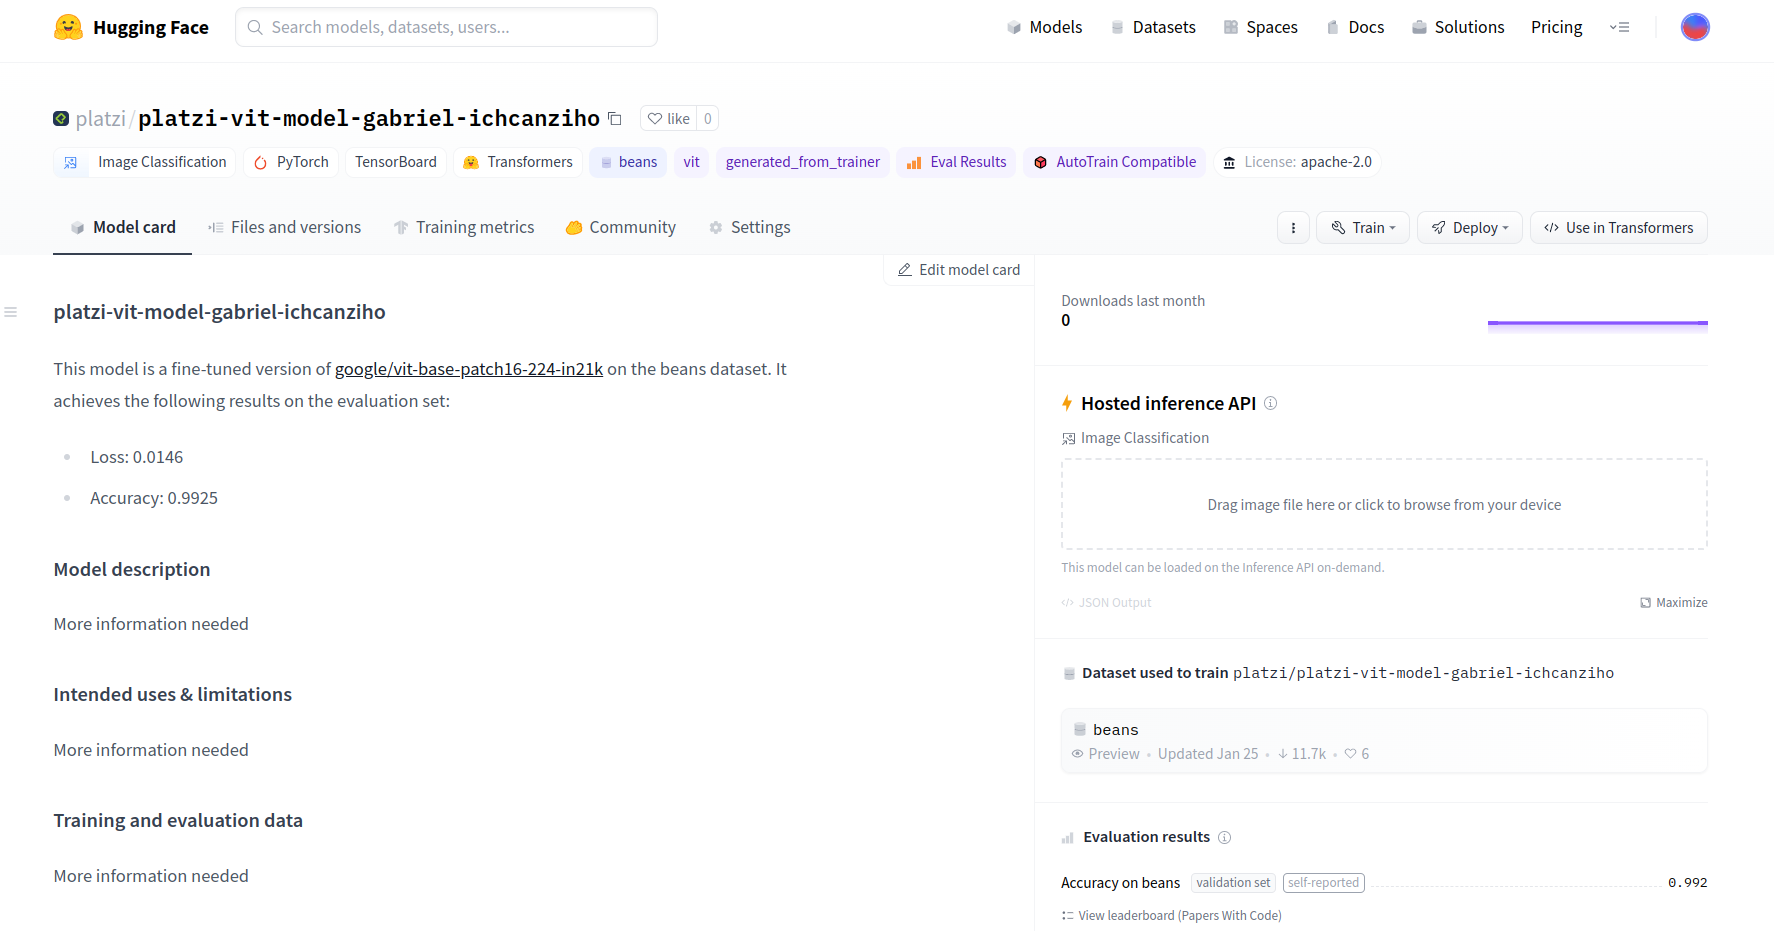 Hugging Face
Search models, datasets, users...
Models
Datasets
Spaces
Docs
Solutions
Pricing
platzi/platzi-vit-model-gabriel-ichcanziho
like 0
Image Classification
PyTorch
TensorBoard
Transformers
beans
vit
generated_from_trainer
Eval Results
AutoTrain Compatible
License: apache-2.0
Model card
Files and versions
Training metrics
Community
Settings
Train
Deploy
</> Use in Transformers
Edit model card
platzi-vit-model-gabriel-ichcanziho
This model is a fine-tuned version of google/vit-base-patch16-224-in21k on the beans dataset. It
achieves the following results on the evaluation set:
Loss: 0.0146
Accuracy: 0.9925
Model description
More information needed
Intended uses & limitations
More information needed
Training and evaluation data
More information needed
Downloads last month
0
Hosted inference API
Image Classification
Drag image file here or click to browse from your device
This model can be loaded on the Inference API on-demand.
</> JSON Output
Maximize
Dataset used to train platzi/platzi-vit-model-gabriel-ichcanziho
beans
Preview • Updated Jan 25 • ↓ 11.7k • ♡ 6
Evaluation results
Accuracy on beans validation set self-reported 0.992
View leaderboard (Papers With Code)